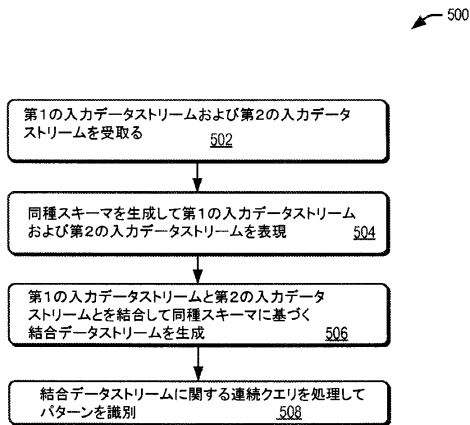 500
第1の入力データストリームおよび第2の入力データ
ストリームを受取る
502
同種スキーマを生成して第1の入力データストリーム
および第2の入力データストリームを表現
504
第1の入力データストリームと第2の入力データ
ストリームとを結合して同種スキーマに基づく
結合データストリームを生成
506
結合データストリームに関する連続クエリを処理して
パターンを識別
508